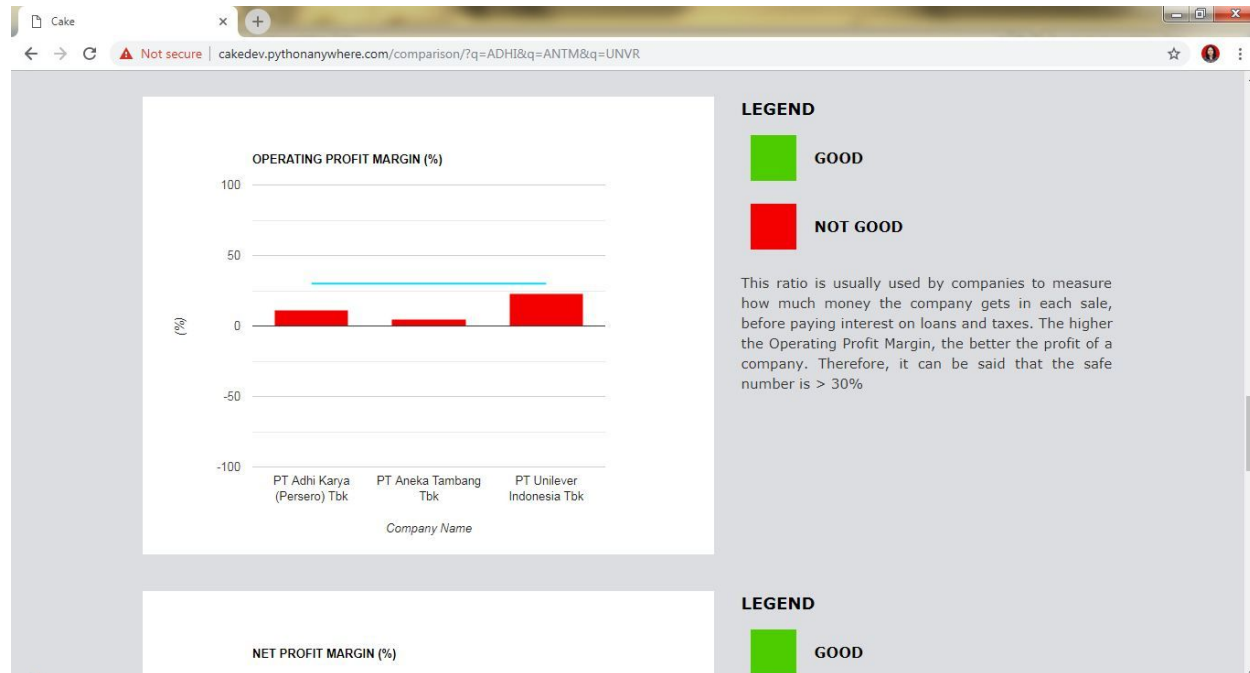 Cake
Not secure | cakedev.pythonanywhere.com/comparison/?q=ADHI&q=ANTM&q=UNVR
OPERATING PROFIT MARGIN (%)
100
50
0
-50
-100
(%)
PT Adhi Karya
(Persero) Tbk
PT Aneka Tambang
Tbk
PT Unilever
Indonesia Tbk
Company Name
LEGEND
GOOD
NOT GOOD
This ratio is usually used by companies to measure
how much money the company gets in each sale,
before paying interest on loans and taxes. The higher
the Operating Profit Margin, the better the profit of a
company. Therefore, it can be said that the safe
number is > 30%
NET PROFIT MARGIN (%)
LEGEND
GOOD